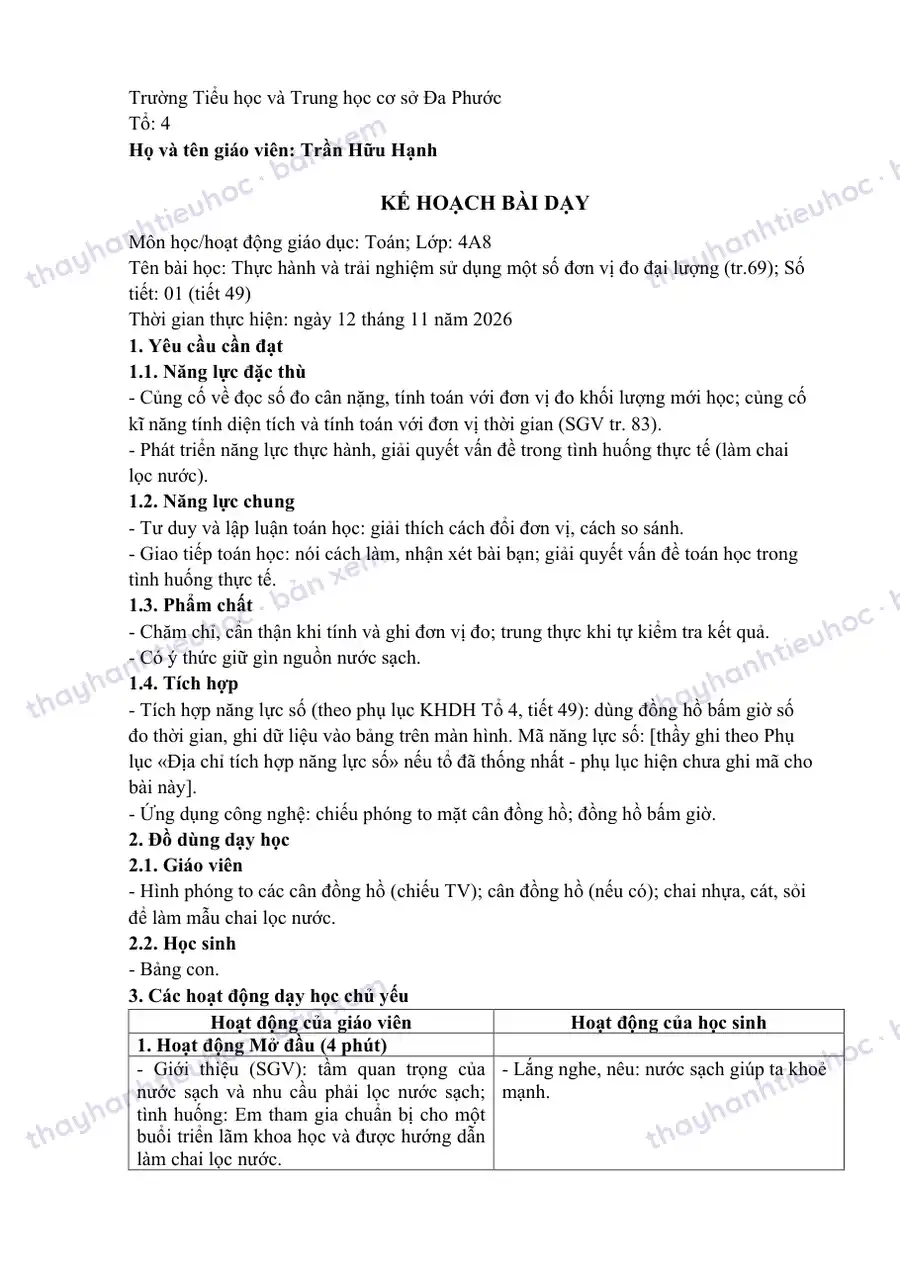 Trường Tiểu học và Trung học cơ sở Đa Phước
Tổ: 4
Họ và tên giáo viên: Trần Hữu Hạnh
KẾ HOẠCH BÀI DẠY
Môn học/hoạt động giáo dục: Toán; Lớp: 4A8
Tên bài học: Thực hành và trải nghiệm sử dụng một số đơn vị đo đại lượng (tr.69); Số
tiết: 01 (tiết 49)
Thời gian thực hiện: ngày 12 tháng 11 năm 2026
1. Yêu cầu cần đạt
1.1. Năng lực đặc thù
- Củng cố về đọc số đo cân nặng, tính toán với đơn vị đo khối lượng mới học; củng cố
kĩ năng tính diện tích và tính toán với đơn vị thời gian (SGV tr. 83).
- Phát triển năng lực thực hành, giải quyết vấn đề trong tình huống thực tế (làm chai
lọc nước).
1.2. Năng lực chung
- Tư duy và lập luận toán học: giải thích cách đổi đơn vị, cách so sánh.
- Giao tiếp toán học: nói cách làm, nhận xét bài bạn; giải quyết vấn đề toán học trong
tình huống thực tế.
1.3. Phẩm chất
- Chăm chỉ, cẩn thận khi tính và ghi đơn vị đo; trung thực khi tự kiểm tra kết quả.
- Có ý thức giữ gìn nguồn nước sạch.
1.4. Tích hợp
- Tích hợp năng lực số (theo phụ lục KHDH Tổ 4, tiết 49): dùng đồng hồ bấm giờ số
đo thời gian, ghi dữ liệu vào bảng trên màn hình. Mã năng lực số: [thầy ghi theo Phụ
lục «Địa chỉ tích hợp năng lực số» nếu tổ đã thống nhất - phụ lục hiện chưa ghi mã cho
bài này].
- Ứng dụng công nghệ: chiếu phóng to mặt cân đồng hồ; đồng hồ bấm giờ.
2. Đồ dùng dạy học
2.1. Giáo viên
- Hình phóng to các cân đồng hồ (chiếu TV); cân đồng hồ (nếu có); chai nhựa, cát, sỏi
để làm mẫu chai lọc nước.
2.2. Học sinh
- Bảng con.
3. Các hoạt động dạy học chủ yếu
Hoạt động của giáo viên
Hoạt động của học sinh
1. Hoạt động Mở đầu (4 phút)
- Giới thiệu (SGV): tầm quan trọng của
nước sạch và nhu cầu phải lọc nước sạch;
tình huống: Em tham gia chuẩn bị cho một
buổi triển lãm khoa học và được hướng dẫn
làm chai lọc nước.
- Lắng nghe, nêu: nước sạch giúp ta khoẻ
mạnh.
thayhanhtieuhoc · bản xem
thayhanhtieuhoc · b
thayhanhtieuhoc · bản xem
thayhanhtieuhoc · b
thayhanhtieuhoc · bản xem
thayhanhtieuhoc · b